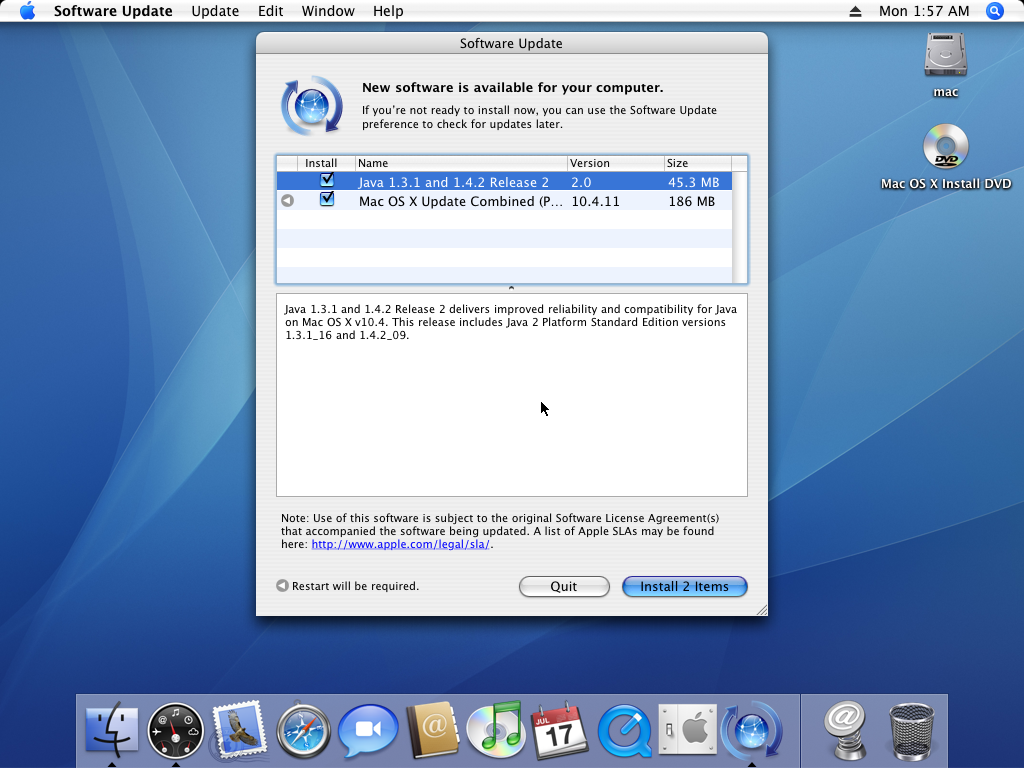 Software Update Update Edit Window Help Mon 1:57 AM
Software Update
mac
New software is available for your computer.
If you're not ready to install now, you can use the Software Update
preference to check for updates later.
Mac OS X Install DVD
DVD
Install Name Version Size
Java 1.3.1 and 1.4.2 Release 2 2.0 45.3 MB
Mac OS X Update Combined (P... 10.4.11 186 MB
Java 1.3.1 and 1.4.2 Release 2 delivers improved reliability and compatibility for Java
on Mac OS X v10.4. This release includes Java 2 Platform Standard Edition versions
1.3.1_16 and 1.4.2_09.
Note: Use of this software is subject to the original Software License Agreement(s)
that accompanied the software being updated. A list of Apple SLAs may be found
here: http://www.apple.com/legal/sla/.
Restart will be required. Quit Install 2 Items
JUL
17
@
@